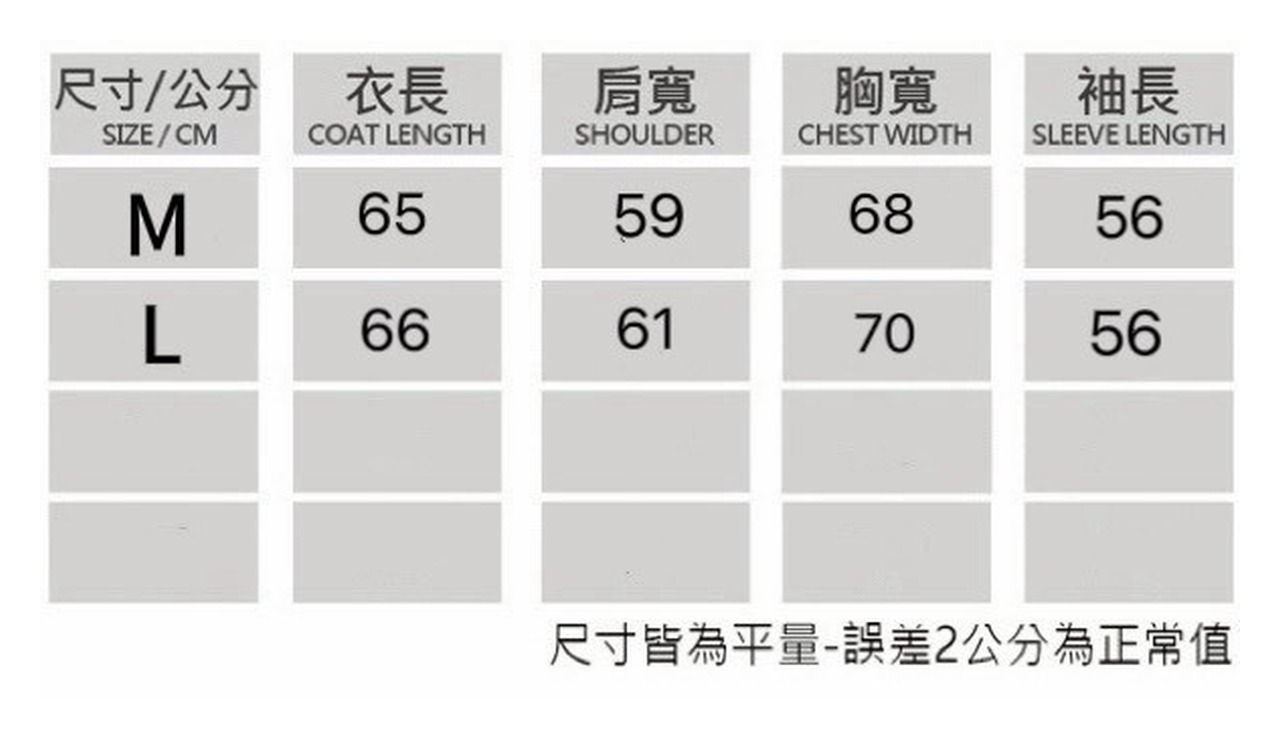 尺寸/公分 衣長 肩寬 胸寬 袖長
SIZE / CM COAT LENGTH SHOULDER CHEST WIDTH SLEEVE LENGTH
M 65 59 68 56
L 66 61 70 56
尺寸皆為平量-誤差2公分為正常值